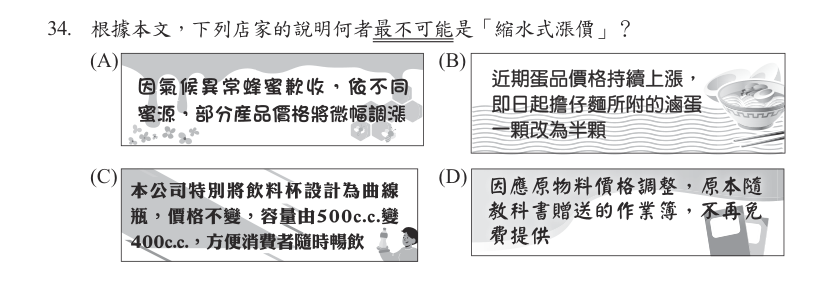 34. 根據本文，下列店家的說明何者最不可能是「縮水式漲價」？
(A) 因氣候異常蜂蜜歉收，依不同
蜜源，部分產品價格將微幅調漲
(B) 近期蛋品價格持續上漲，
即日起擔仔麵所附的滷蛋
一顆改為半顆
(C) 本公司特別將飲料杯設計為曲線
瓶，價格不變，容量由500c.c.變
400c.c.，方便消費者隨時暢飲
(D) 因應原物料價格調整，原本隨
教科書贈送的作業簿，不再免
費提供